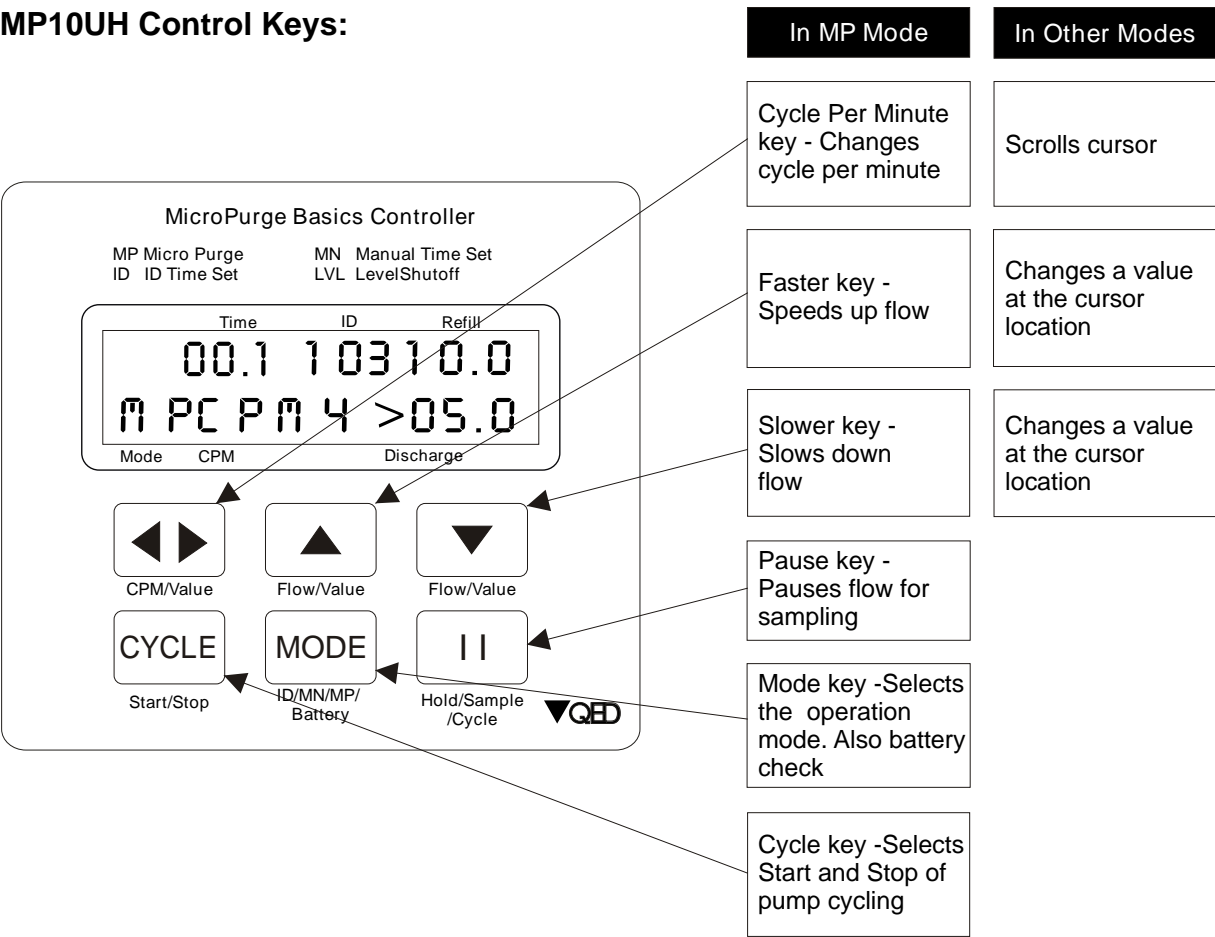 MP10UH Control Keys:
In MP Mode
In Other Modes
Cycle Per Minute
key - Changes
cycle per minute
Scrolls cursor
Faster key -
Speeds up flow
Changes a value
at the cursor
location
Slower key -
Slows down
flow
Changes a value
at the cursor
location
Pause key -
Pauses flow for
sampling
Mode key -Selects
the operation
mode. Also battery
check
Cycle key -Selects
Start and Stop of
pump cycling
MicroPurge Basics Controller
MP Micro Purge MN Manual Time Set
ID ID Time Set LVL LevelShutoff
Time ID Refill
00.1 1 0310.0
M PC PM 4 >05.0
Mode CPM Discharge
CPM/Value Flow/Value Flow/Value
CYCLE MODE II
Start/Stop
ID/MN/MP/
Battery
Hold/Sample
/Cycle
QED